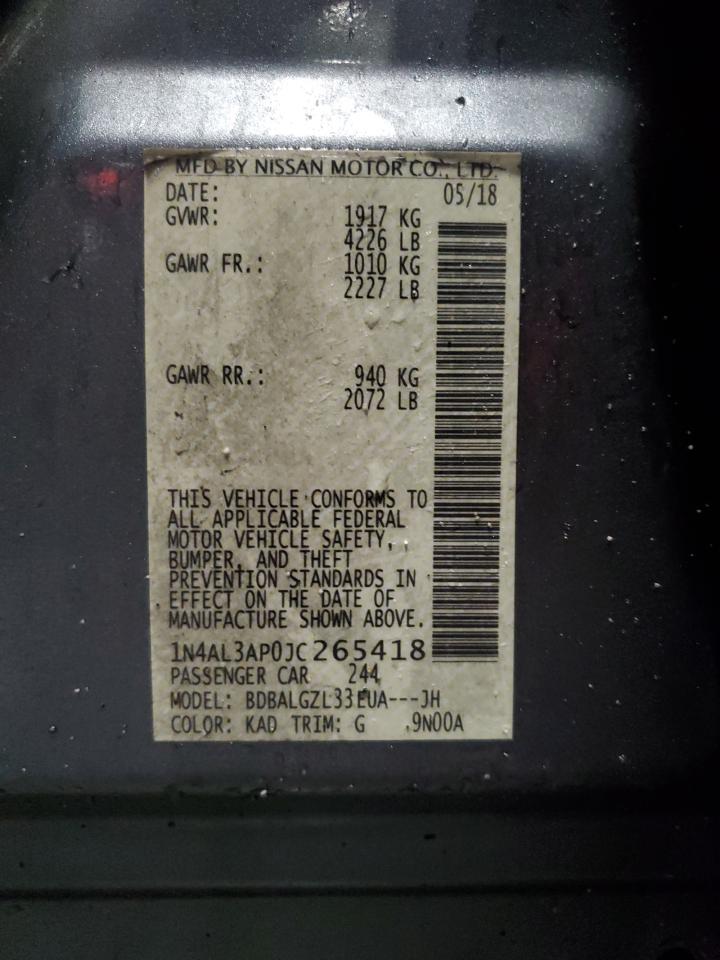 MFD BY NISSAN MOTOR CO., LTD.
DATE: 05/18
GVWR: 1917 KG
4226 LB
GAWR FR.: 1010 KG
2227 LB
GAWR RR.: 940 KG
2072 LB
THIS VEHICLE CONFORMS TO
ALL APPLICABLE FEDERAL
MOTOR VEHICLE SAFETY,
BUMPER, AND THEFT
PREVENTION STANDARDS IN
EFFECT ON THE DATE OF
MANUFACTURE SHOWN ABOVE.
1N4AL3AP0JC265418
PASSENGER CAR 244
MODEL: BDBALGZL33EUA---JH
COLOR: KAD TRIM: G 9N00A